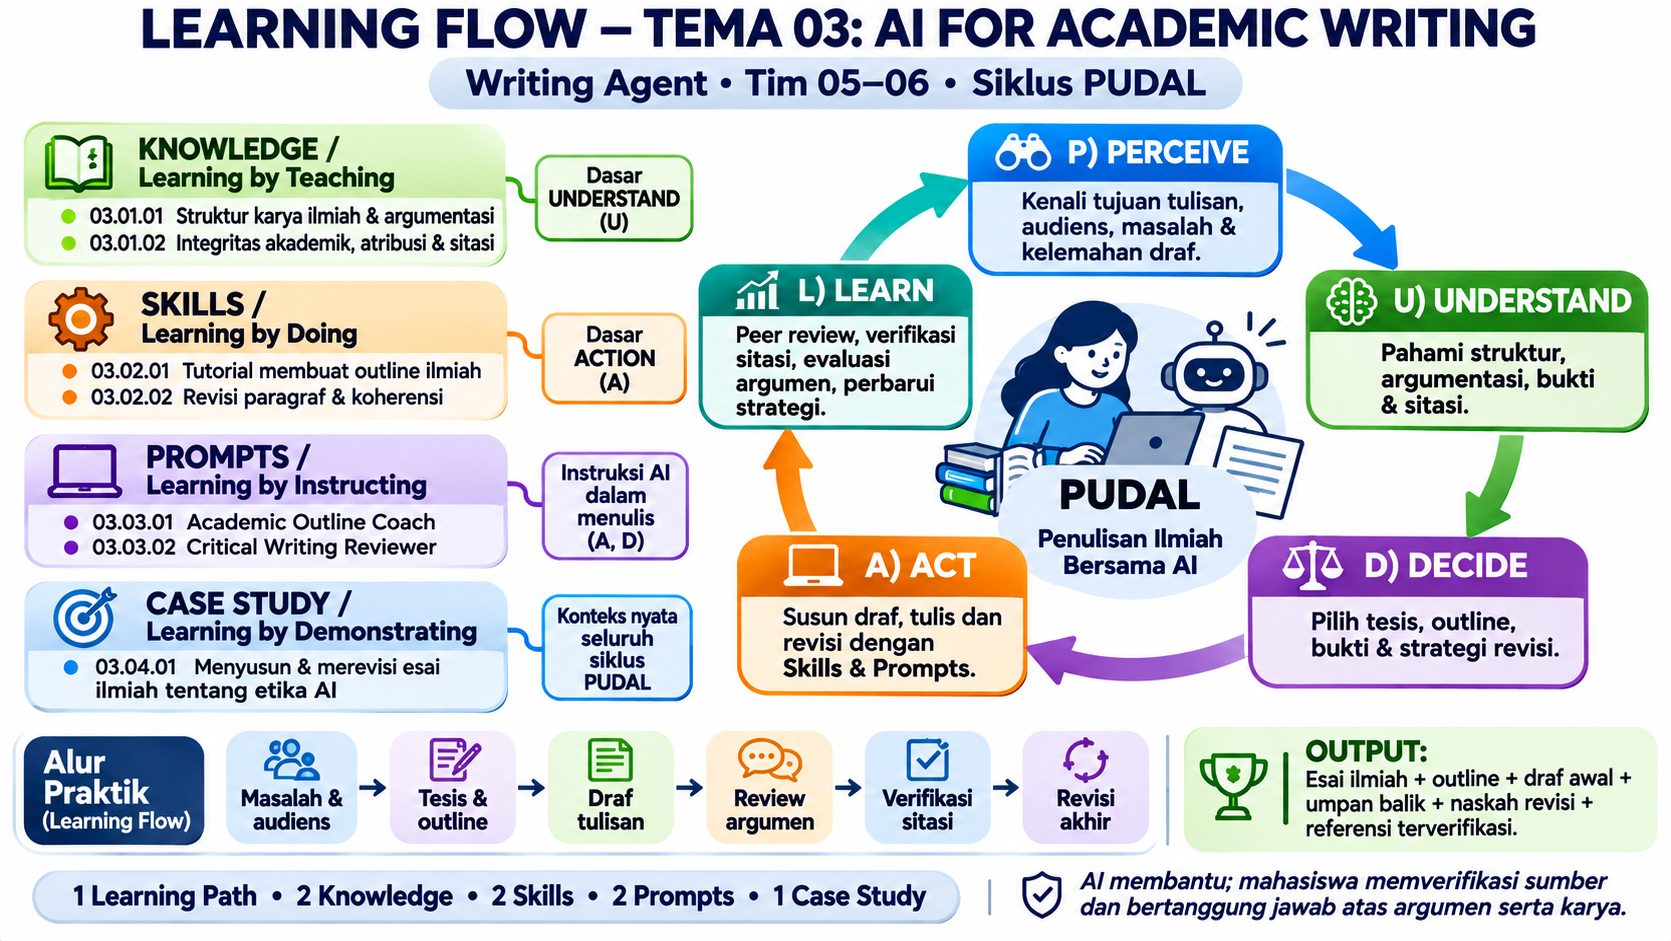 LEARNING FLOW – TEMA 03: AI FOR ACADEMIC WRITING
Writing Agent • Tim 05–06 • Siklus PUDAL
KNOWLEDGE /
Learning by Teaching
03.01.01 Struktur karya ilmiah & argumentasi
03.01.02 Integritas akademik, atribusi & sitasi
Dasar
UNDERSTAND
(U)
SKILLS /
Learning by Doing
03.02.01 Tutorial membuat outline ilmiah
03.02.02 Revisi paragraf & koherensi
Dasar
ACTION
(A)
PROMPTS /
Learning by Instructing
03.03.01 Academic Outline Coach
03.03.02 Critical Writing Reviewer
Instruksi AI
dalam
menulis
(A, D)
CASE STUDY /
Learning by Demonstrating
03.04.01 Menyusun & merevisi esai
ilmiah tentang etika AI
Konteks nyata
seluruh
siklus
PUDAL
P) PERCEIVE
Kenali tujuan tulisan,
audiens, masalah &
kelemahan draf.
U) UNDERSTAND
Pahami struktur,
argumentasi, bukti
& sitasi.
D) DECIDE
Pilih tesis, outline,
bukti & strategi revisi.
A) ACT
Susun draf, tulis dan
revisi dengan
Skills & Prompts.
L) LEARN
Peer review, verifikasi
sitasi, evaluasi
argumen, perbarui
strategi.
PUDAL
Penulisan Ilmiah
Bersama AI
Alur
Praktik
(Learning Flow)
Masalah &
audiens
Tesis &
outline
Draf
tulisan
Review
argumen
Verifikasi
sitasi
Revisi
akhir
OUTPUT:
Esai ilmiah + outline + draf awal +
umpan balik + naskah revisi +
referensi terverifikasi.
1 Learning Path • 2 Knowledge • 2 Skills • 2 Prompts • 1 Case Study
AI membantu; mahasiswa memverifikasi sumber
dan bertanggung jawab atas argumen serta karya.